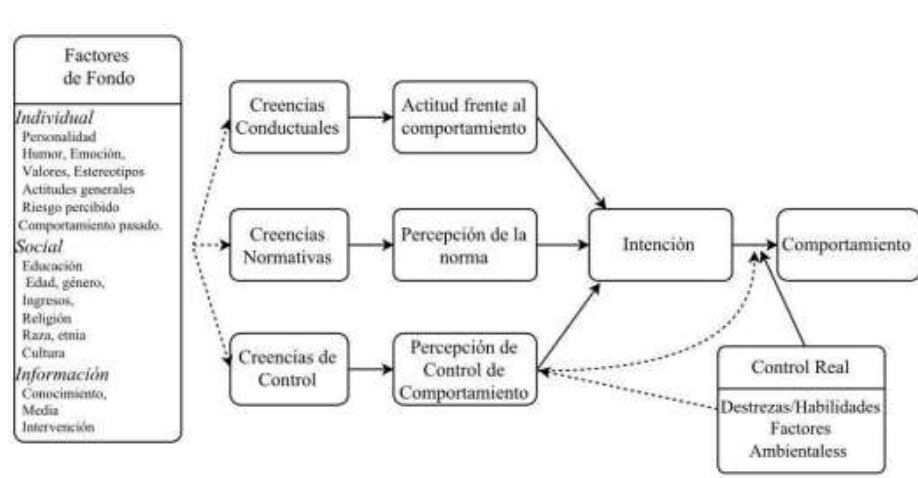 Factores
de Fondo
Individual
Personalidad
Humor, Emoción,
Valores, Estereotipos
Actitudes generales
Riesgo percibido
Comportamiento pasado.
Social
Educación
Edad, género,
Ingresos,
Religión
Raza, etnia
Cultura
Información
Conocimiento,
Media
Intervención
Creencias
Conductuales
Actitud frente al
comportamiento
Creencias
Normativas
Percepción de la
norma
Intención
Comportamiento
Creencias de
Control
Percepción de
Control de
Comportamiento
Control Real
Destrezas/Habilidades
Factores
Ambientaless